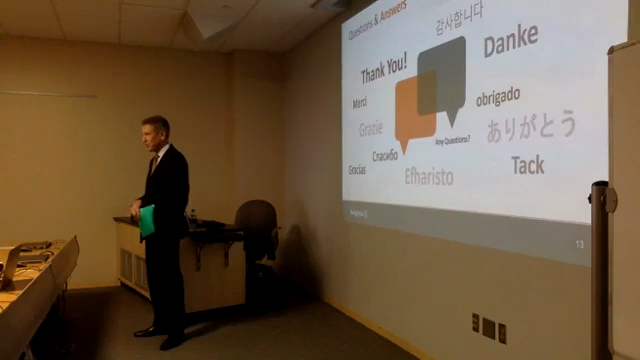 Questions & Answers
감사합니다
Thank You!
Danke
Merci
obrigado
Grazie
ありがとう
Any Questions?
Спасибо
Gracias
Efharisto
Tack
13